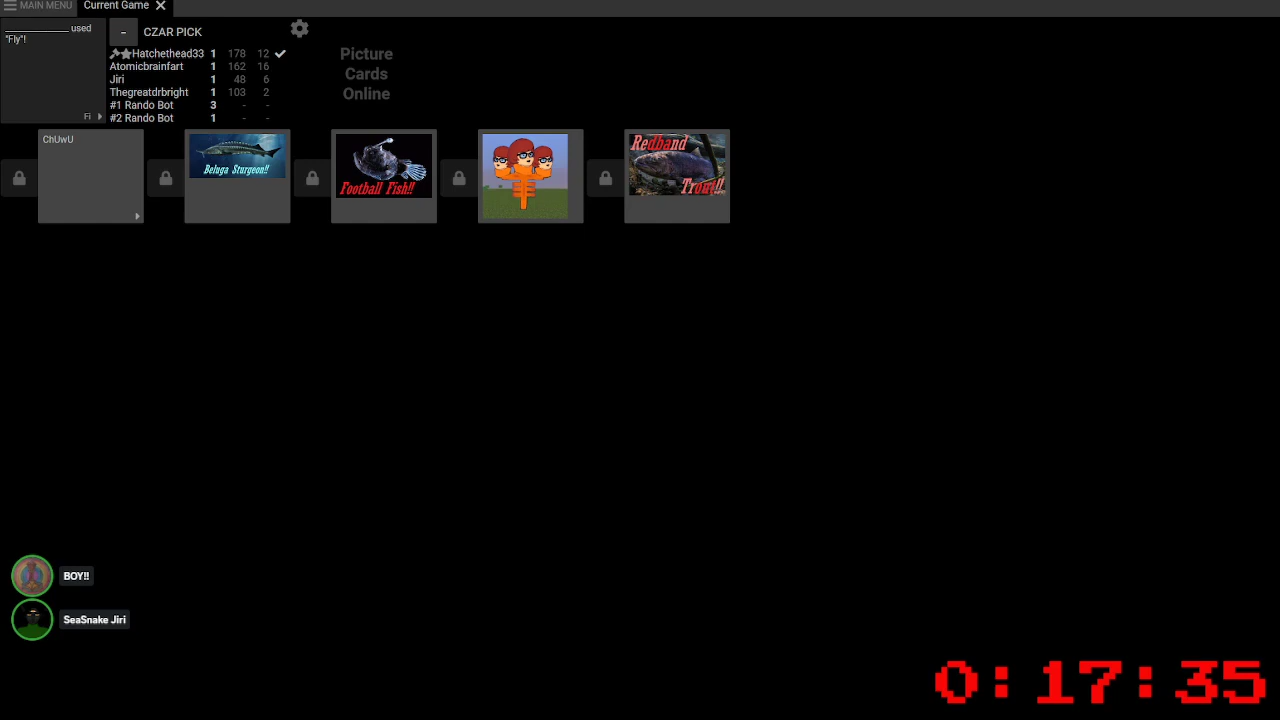 MAIN MENU
Current Game
____________ used
"Fly"!
Fi
-
CZAR PICK
Hatchethead33 1 178 12
Atomicbrainfart 1 162 16
Jiri 1 48 6
Thegreatdrbright 1 103 2
#1 Rando Bot 3 - -
#2 Rando Bot 1 - -
Picture
Cards
Online
ChUwU
Beluga Sturgeon!!
Football Fish!!
Redband
Trout!!
BOY!!
SeaSnake Jiri
0:17:35